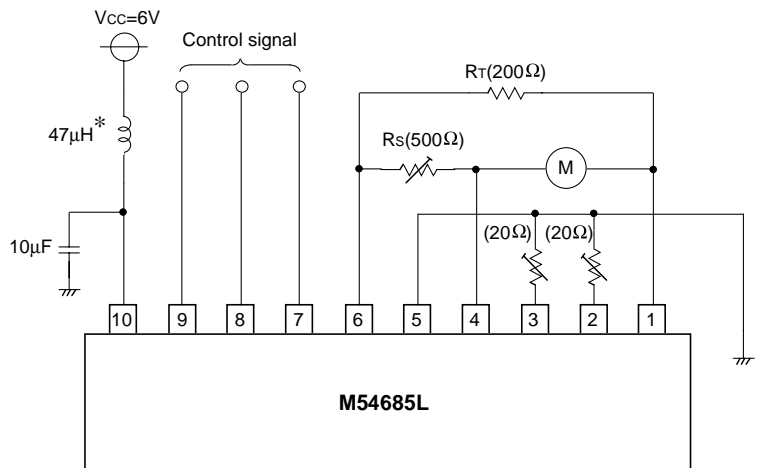 Vcc=6V
Control signal
RT(200Ω)
47µH*
RS(500Ω)
M
10µF
(20Ω) (20Ω)
10 9 8 7 6 5 4 3 2 1
M54685L